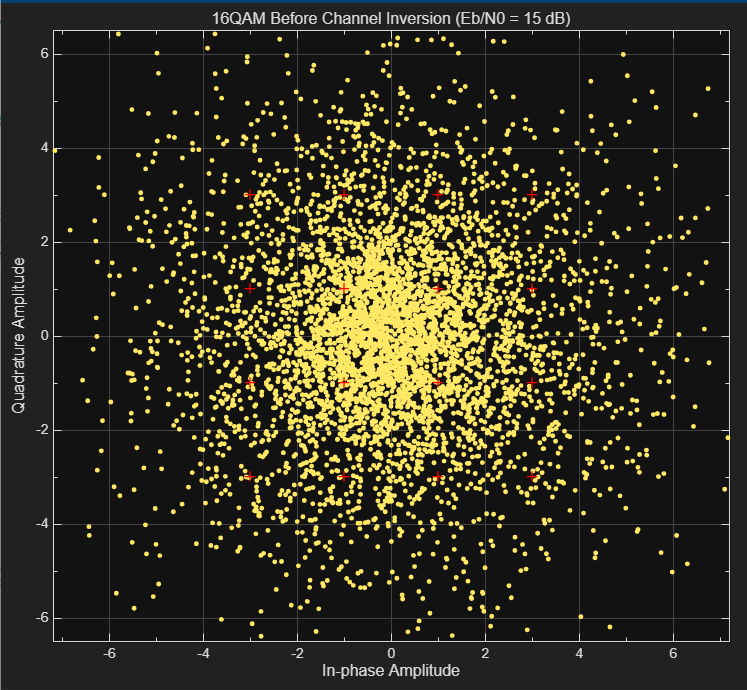 16QAM Before Channel Inversion (Eb/N0 = 15 dB)
6
4
2
0
-2
-4
-6
Quadrature Amplitude
-6 -4 -2 0 2 4 6
In-phase Amplitude